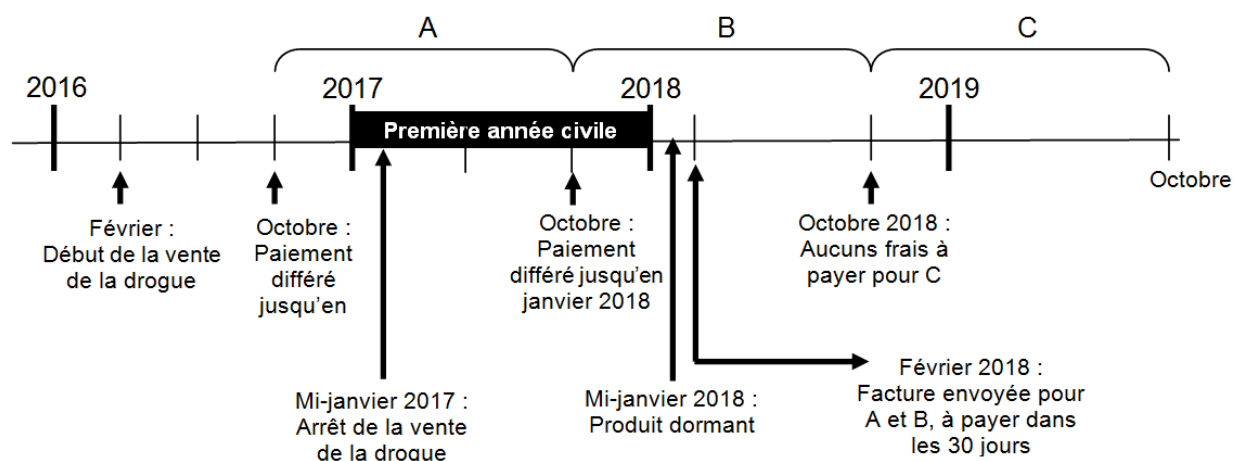 A
B
C
2016
2017
2018
2019
Première année civile
Octobre
Février :
Début de la vente
de la drogue
Octobre :
Paiement
différé
jusqu'en
Octobre :
Paiement
différé jusqu'en
janvier 2018
Octobre 2018 :
Aucuns frais à
payer pour C
Mi-janvier 2017 :
Arrêt de la vente
de la drogue
Mi-janvier 2018 :
Produit dormant
Février 2018 :
Facture envoyée pour
A et B, à payer dans
les 30 jours